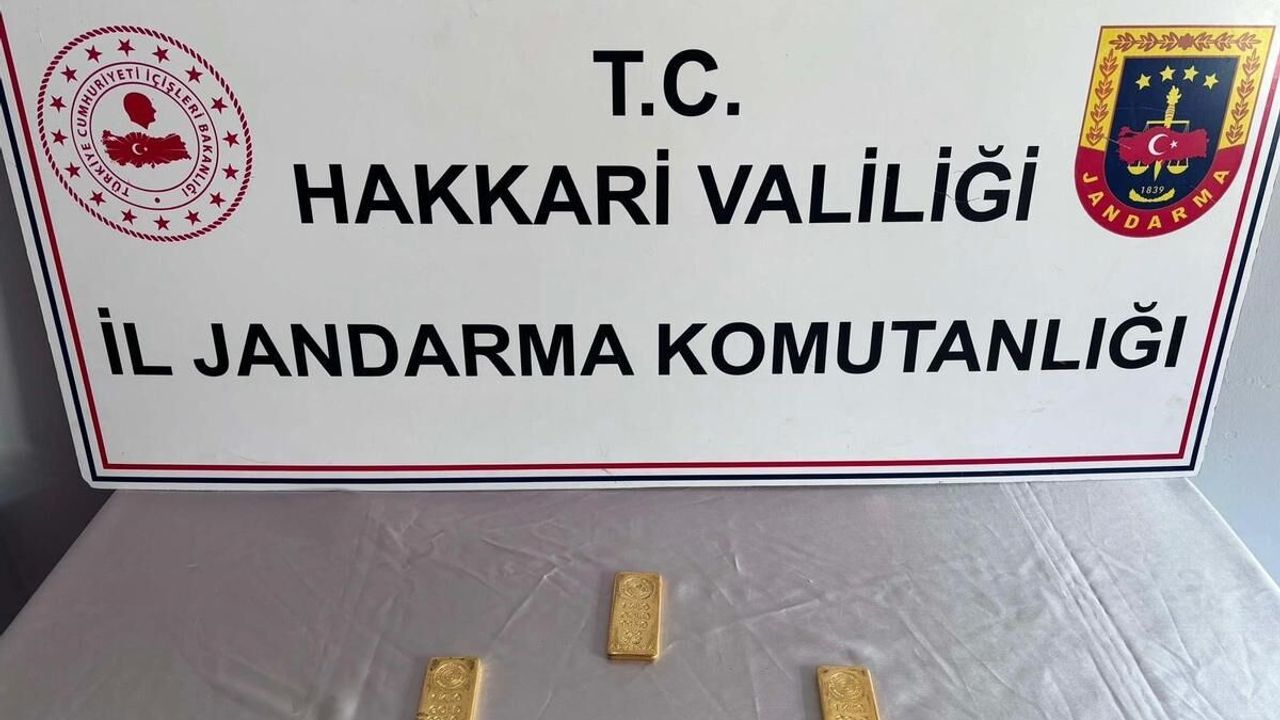 T.C.
HAKKARİ VALİLİĞİ
İL JANDARMA KOMUTANLIĞI
TÜRKİYE CUMHURİYETİ İÇİŞLERİ BAKANLIĞI
1839
JANDARMA